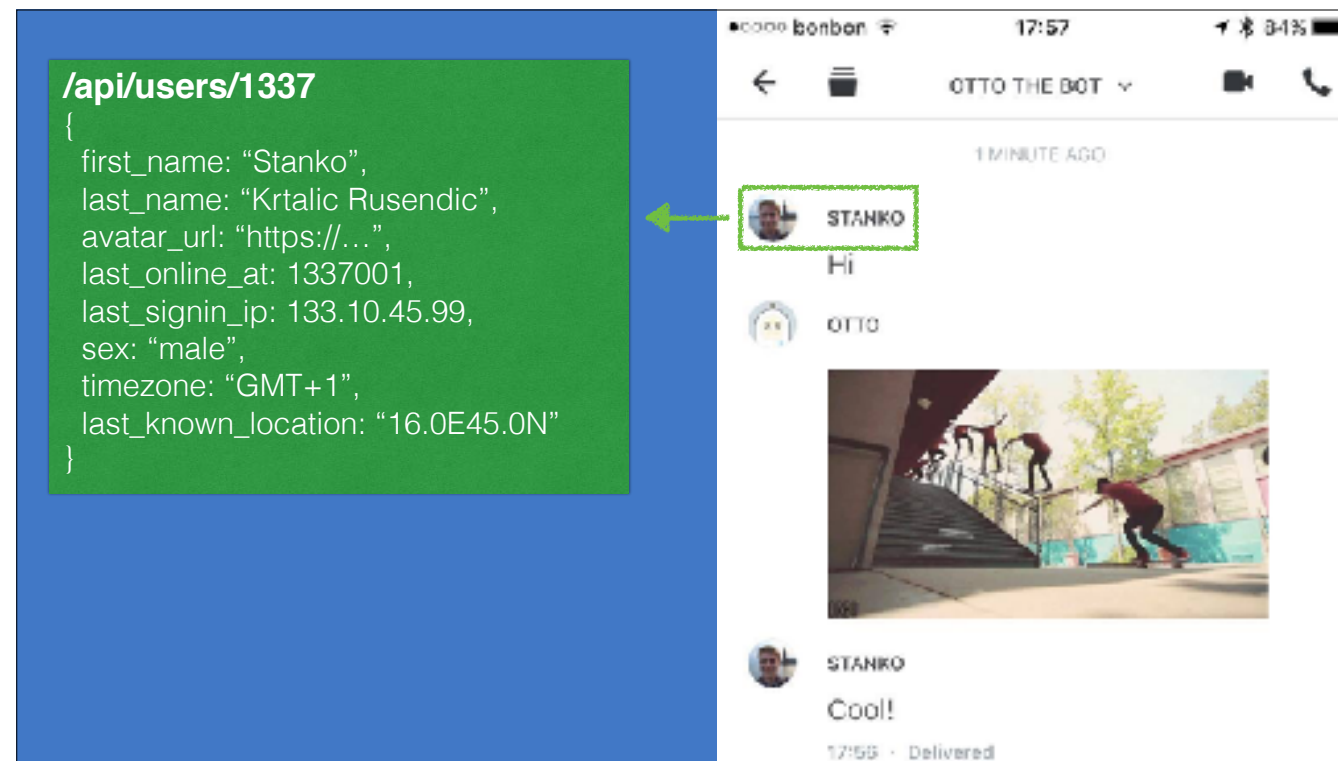 /api/users/1337
{
first_name: “Stanko”,
last_name: “Krtalic Rusendic”,
avatar_url: “https://…”,
last_online_at: 1337001,
last_signin_ip: 133.10.45.99,
sex: “male”,
timezone: “GMT+1”,
last_known_location: “16.0E45.0N”
}
bonbon 17:57 84%
OTTO THE BOT
1 MINUTE AGO
STANKO
Hi
OTTO
STANKO
Cool!
17:56 · Delivered